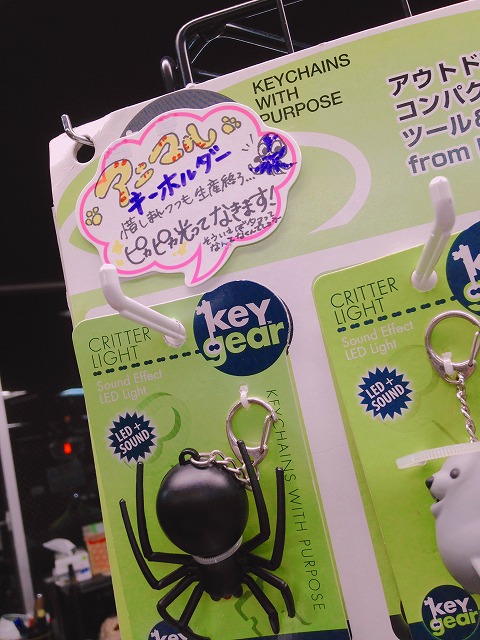 KEYCHAINS
WITH
PURPOSE
アウトド
コンパク
ツール&
from
アニマル
キーホルダー
惜しまれつつも生産終了…
ピカピカ光ってなきます!
CRITTER
LIGHT
Sound Effect
LED Light
key
gear
LED +
SOUND
KEYCHAINS WITH PURPOSE
key
CRITTER
LIGHT
Sound Effect
LED Light
LED +
SOUND
key
gear